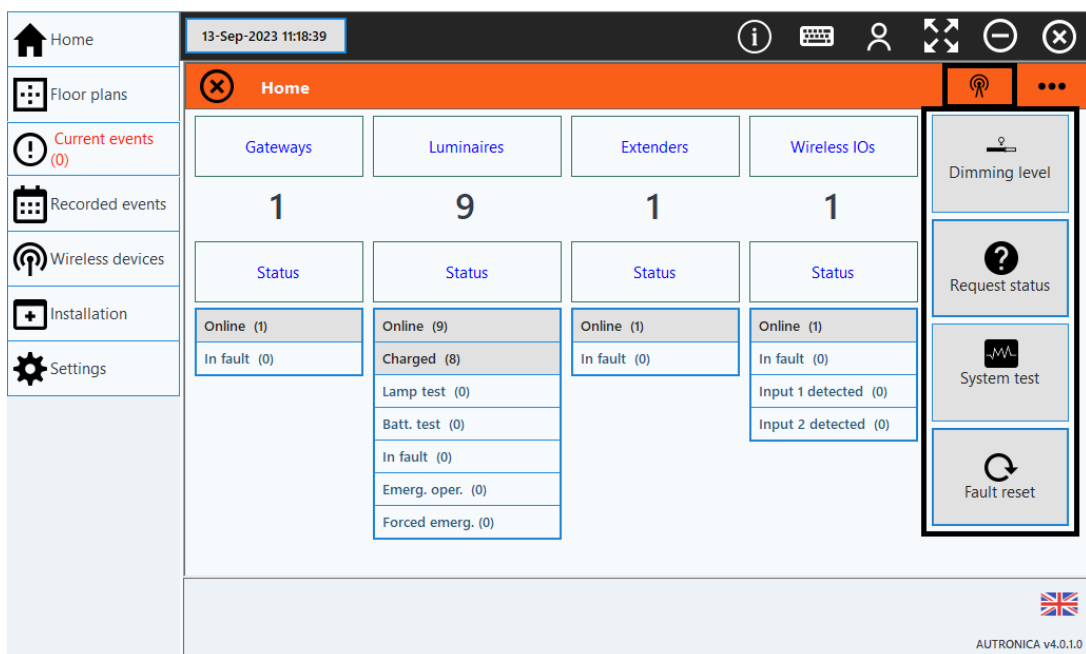 Home
Floor plans
Current events
(0)
Recorded events
Wireless devices
Installation
Settings
13-Sep-2023 11:18:39
Home
Gateways
Luminaires
Extenders
Wireless IOs
1
9
1
1
Status
Status
Status
Status
Online (1)
In fault (0)
Online (9)
Charged (8)
Lamp test (0)
Batt. test (0)
In fault (0)
Emerg. oper. (0)
Forced emerg. (0)
Online (1)
In fault (0)
Online (1)
In fault (0)
Input 1 detected (0)
Input 2 detected (0)
Dimming level
Request status
System test
Fault reset
AUTRONICA v4.0.1.0